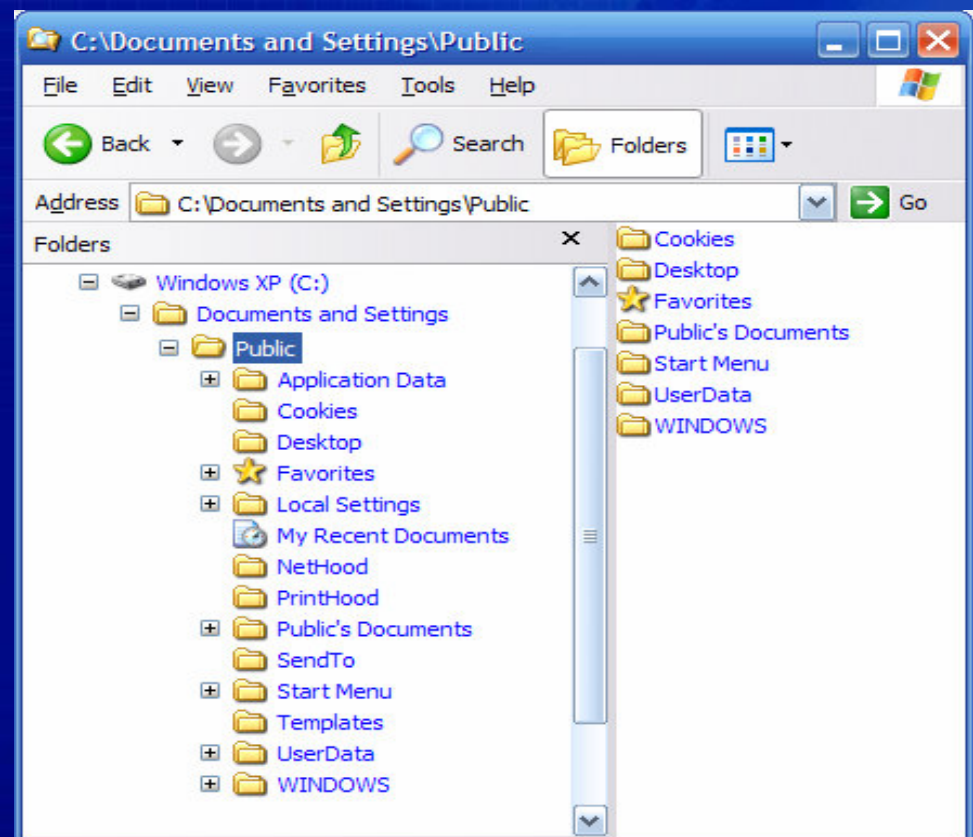 C:\Documents and Settings\Public
File Edit View Favorites Tools Help
Back Search Folders
Address C:\Documents and Settings\Public Go
Folders
Windows XP (C:)
Documents and Settings
Public
Application Data
Cookies
Desktop
Favorites
Local Settings
My Recent Documents
NetHood
PrintHood
Public's Documents
SendTo
Start Menu
Templates
UserData
WINDOWS
Cookies
Desktop
Favorites
Public's Documents
Start Menu
UserData
WINDOWS